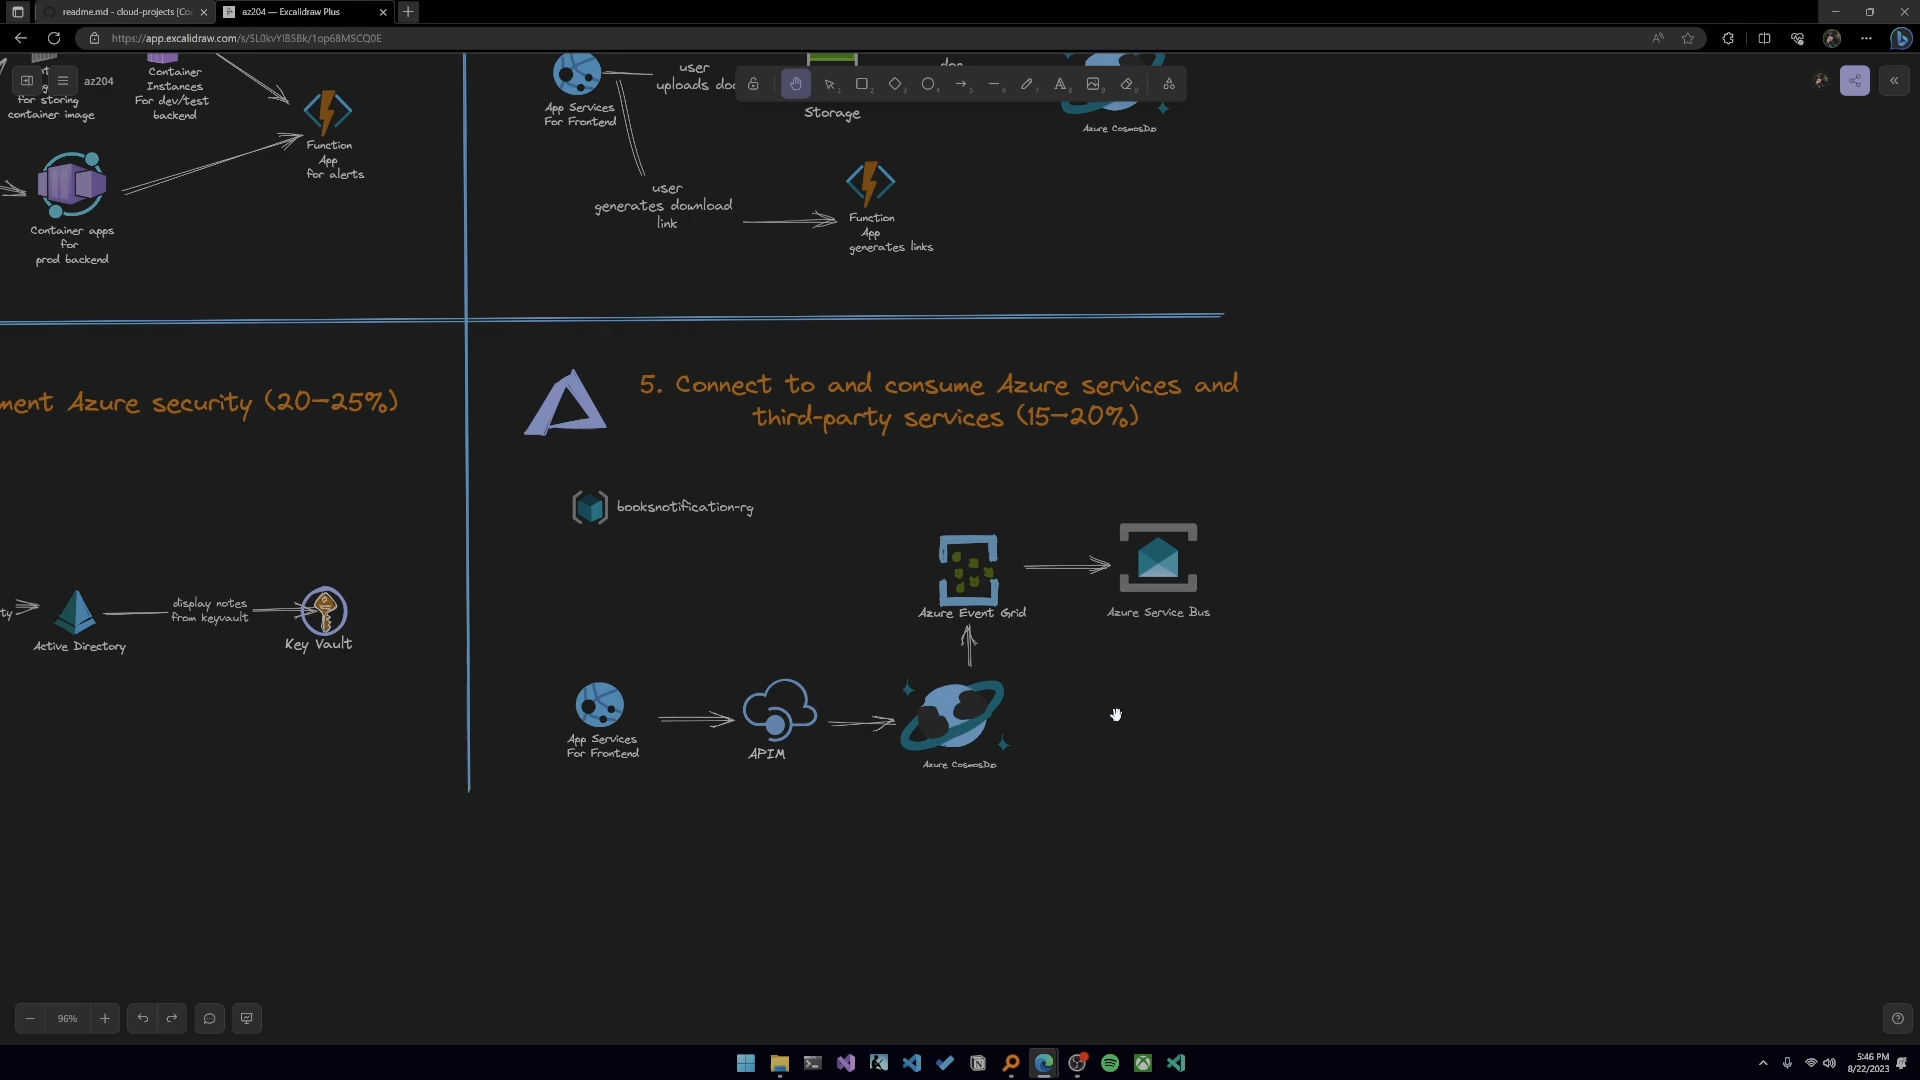 readme.md - cloud-projects [Co
az204 — Excalidraw Plus
https://app.excalidraw.com/s/5L0kvYIB5Bk/1op68MSCQ0E
az204
for storing
container image
Container
Instances
For dev/test
backend
Function
App
for alerts
Container apps
for
prod backend
App Services
For Frontend
user
uploads doc
Storage
Azure CosmosDb
user
generates download
link
Function
App
generates links
ment Azure security (20-25%)
5. Connect to and consume Azure services and
third-party services (15-20%)
booksnotification-rg
Azure Event Grid
Azure Service Bus
ty
Active Directory
display notes
from keyvault
Key Vault
App Services
For Frontend
APIM
Azure CosmosDb
96%
5:46 PM
8/22/2023